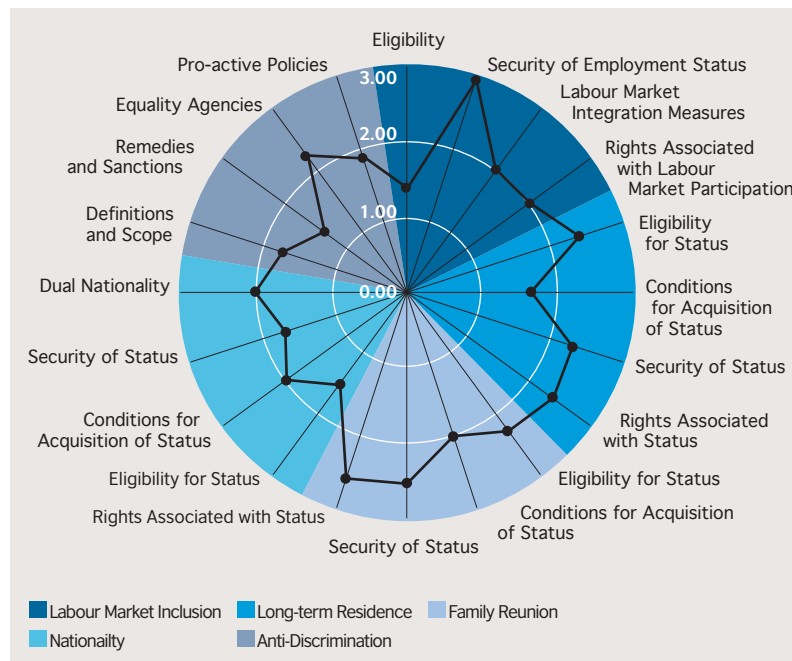 Eligibility
Pro-active Policies
3.00
Security of Employment Status
Equality Agencies
Labour Market
Integration Measures
2.00
Remedies
and Sanctions
Rights Associated
with Labour
Market Participation
1.00
Definitions
and Scope
Eligibility
for Status
Dual Nationality
0.00
Conditions
for Acquisition
of Status
Security of Status
Security of Status
Conditions for
Acquisition of Status
Rights Associated
with Status
Eligibility for Status
Eligibility for Status
Rights Associated with Status
Conditions for Acquisition
of Status
Security of Status
Labour Market Inclusion
Long-term Residence
Family Reunion
Nationailty
Anti-Discrimination